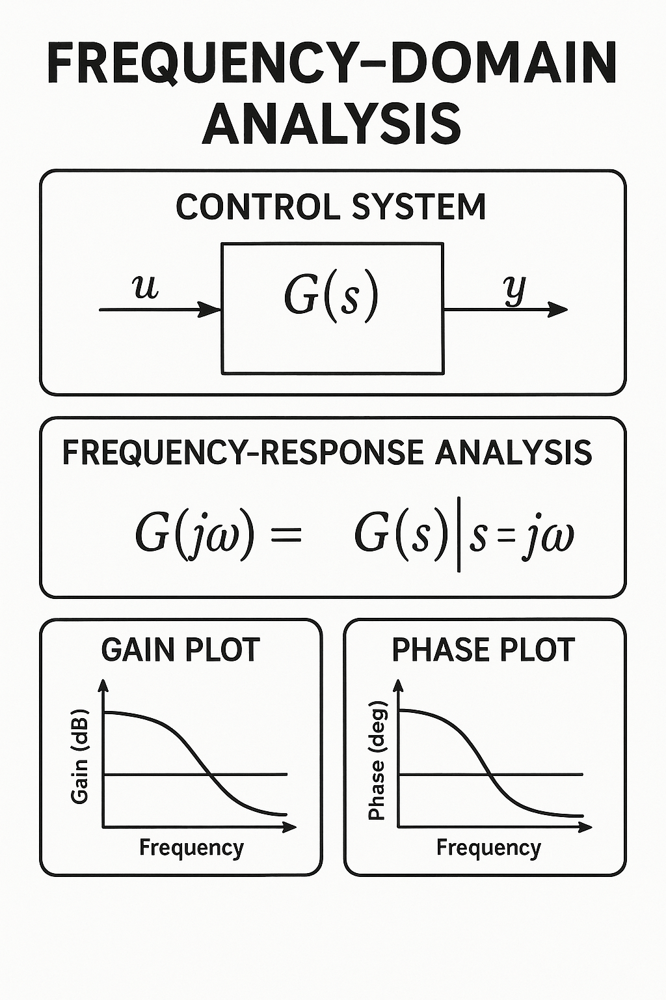 FREQUENCY–DOMAIN
ANALYSIS
CONTROL SYSTEM
u
G(s)
y
FREQUENCY-RESPONSE ANALYSIS
G(jω) = G(s)|s = jω
GAIN PLOT
Gain (dB)
Frequency
PHASE PLOT
Phase (deg)
Frequency